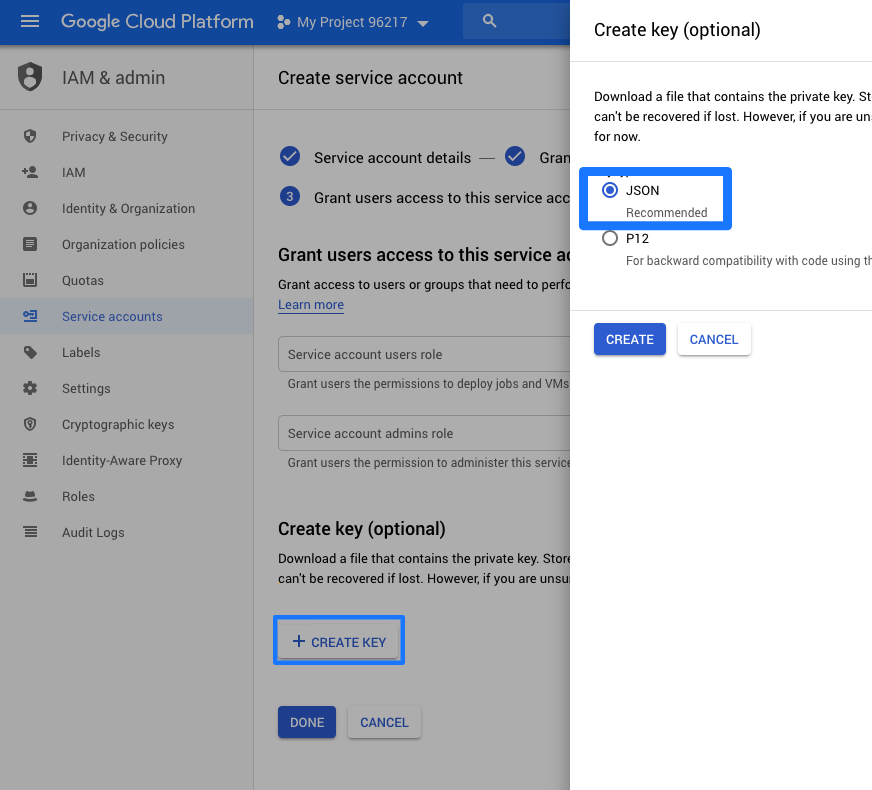 Google Cloud Platform
My Project 96217
IAM & admin
Privacy & Security
IAM
Identity & Organization
Organization policies
Quotas
Service accounts
Labels
Settings
Cryptographic keys
Identity-Aware Proxy
Roles
Audit Logs
Create service account
Service account details
Gran
3
Grant users access to this service acc
Grant users access to this service ac
Grant access to users or groups that need to perfo
Learn more
Service account users role
Grant users the permissions to deploy jobs and VMs
Service account admins role
Grant users the permission to administer this service
Create key (optional)
Download a file that contains the private key. Store
can't be recovered if lost. However, if you are unsu
CREATE KEY
DONE
CANCEL
Create key (optional)
Download a file that contains the private key. St
can't be recovered if lost. However, if you are uns
for now.
JSON
Recommended
P12
For backward compatibility with code using th
CREATE
CANCEL